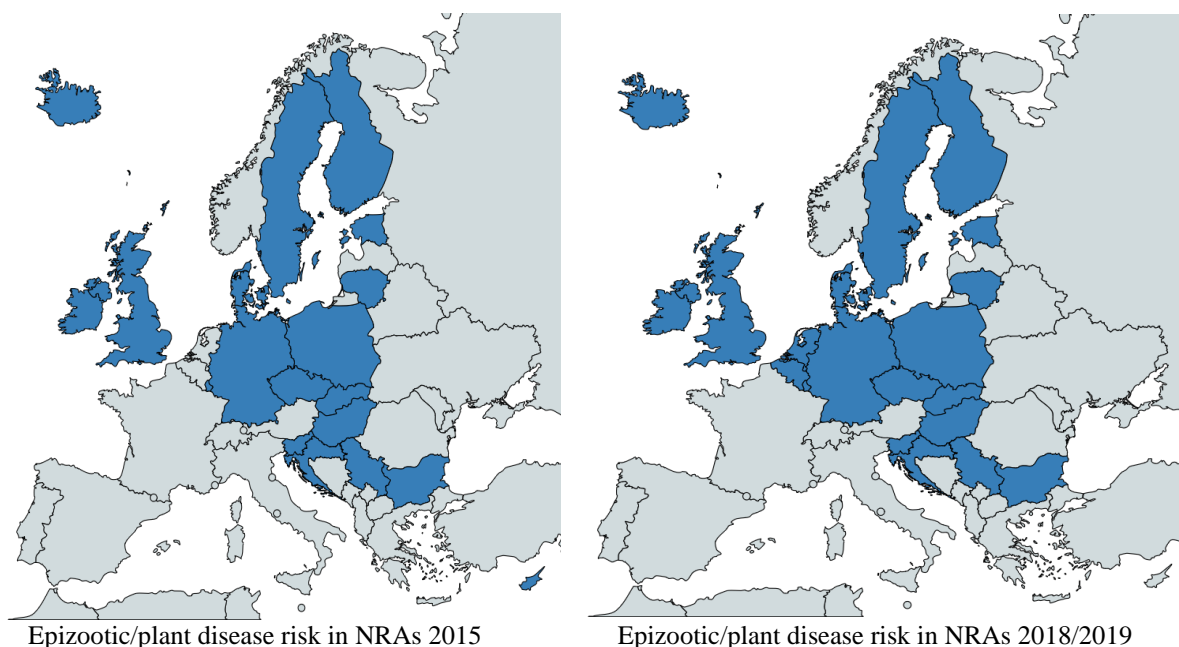 Epizootic/plant disease risk in NRAs 2015
Epizootic/plant disease risk in NRAs 2018/2019